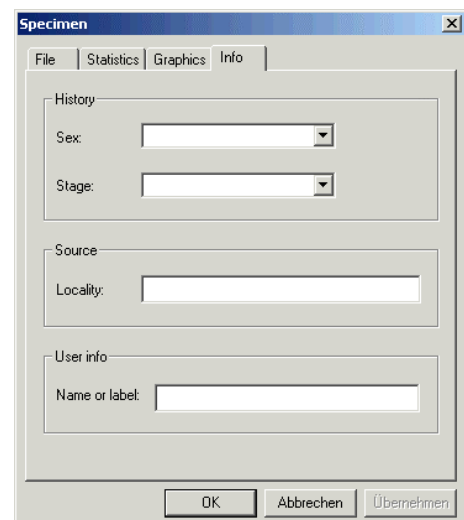 Specimen
File Statistics Graphics Info
History
Sex:
Stage:
Source
Locality:
User info
Name or label:
OK Abbrechen Übernehmen